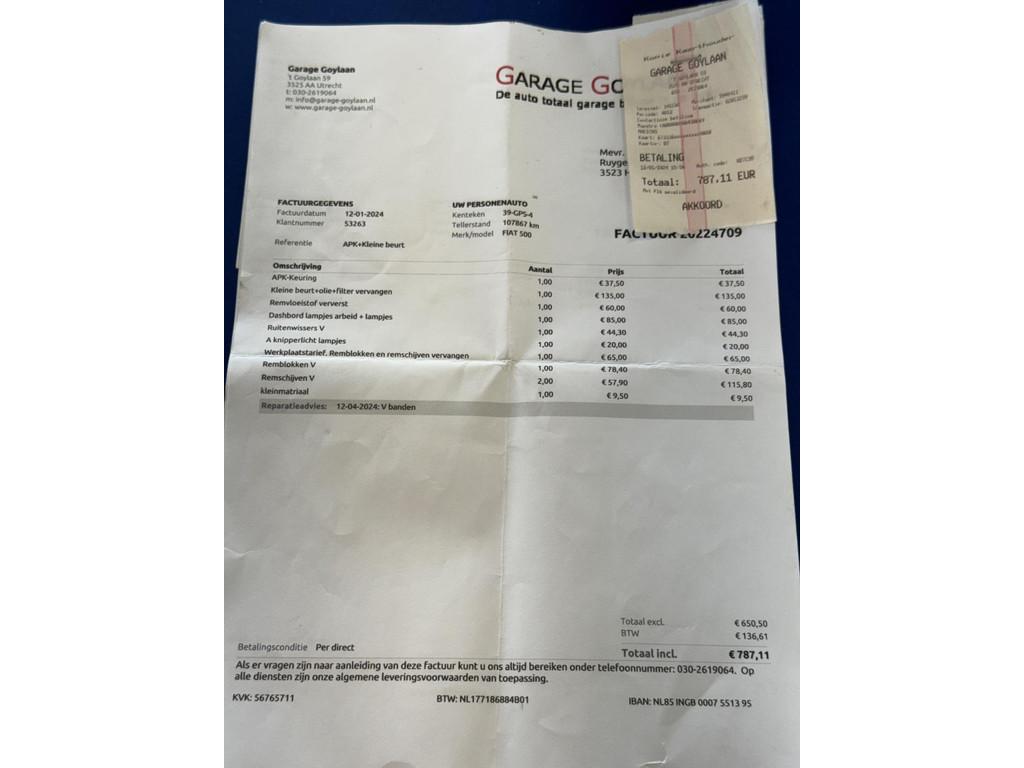 Garage Goylaan
't Goylaan 59
3525 AA Utrecht
t: 030-2619064
m: info@garage-goylaan.nl
w: www.garage-goylaan.nl
GARAGE GO
De auto totaal garage b
Mevr.
Ruyge
3523 H
Kopie Kaarthouder
GARAGE GOYLAAN
BETALING
Totaal: 787,11 EUR
AKKOORD
FACTUURGEGEVENS
Factuurdatum 12-01-2024
Klantnummer 53263
Referentie APK+Kleine beurt
UW PERSONENAUTO
Kenteken 39-GPS-4
Tellerstand 107867 km
Merk/model FIAT 500
FACTUUR 20224709
Omschrijving Aantal Prijs Totaal
APK-Keuring 1,00 € 37,50 € 37,50
Kleine beurt+olie+filter vervangen 1,00 € 135,00 € 135,00
Remvloeistof ververst 1,00 € 60,00 € 60,00
Dashbord lampjes arbeid + lampjes 1,00 € 85,00 € 85,00
Ruitenwissers V 1,00 € 44,30 € 44,30
A knipperlicht lampjes 1,00 € 20,00 € 20,00
Werkplaatstarief. Remblokken en remschijven vervangen 1,00 € 65,00 € 65,00
Remblokken V 1,00 € 78,40 € 78,40
Remschijven V 2,00 € 57,90 € 115,80
kleinmatriaal 1,00 € 9,50 € 9,50
Reparatieadvies: 12-04-2024: V banden
Totaal excl. € 650,50
BTW € 136,61
Betalingsconditie Per direct
Totaal incl. € 787,11
Als er vragen zijn naar aanleiding van deze factuur kunt u ons altijd bereiken onder telefoonnummer: 030-2619064. Op
alle diensten zijn onze algemene leveringsvoorwaarden van toepassing.
KVK: 56765711 BTW: NL177186884B01 IBAN: NL85 INGB 0007 5513 95